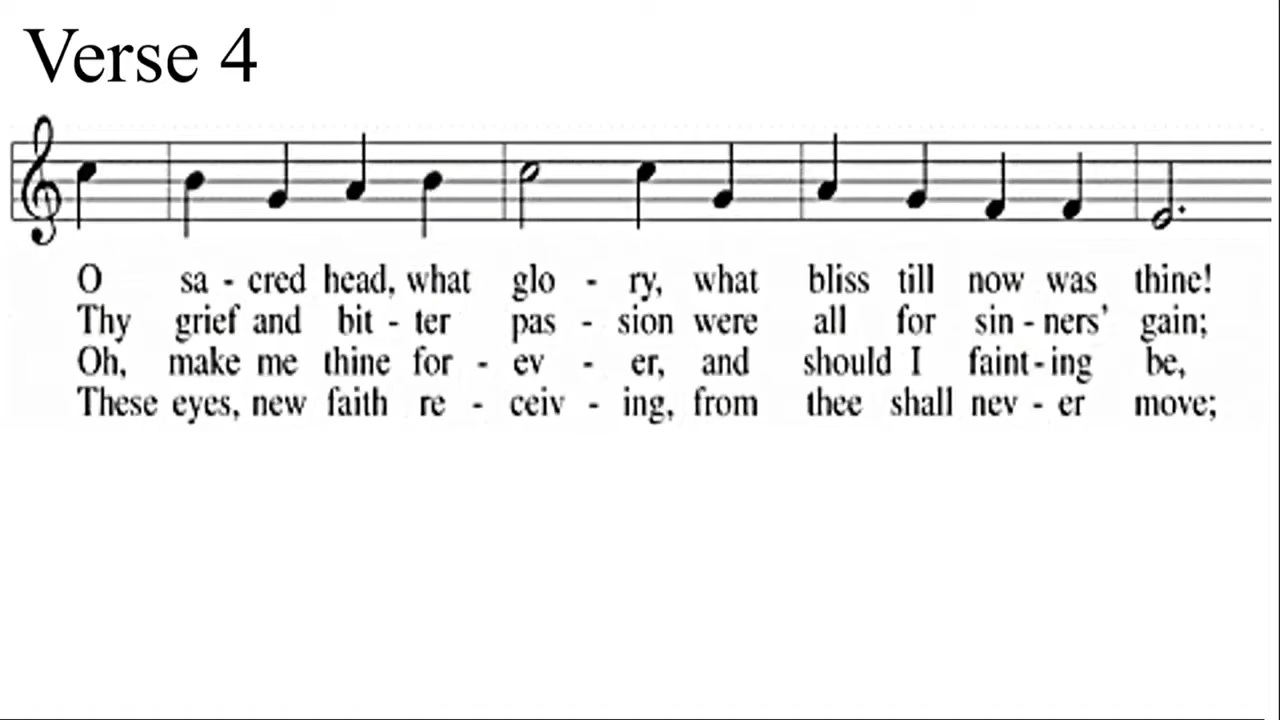 Verse 4
O sa - cred head, what glo - ry, what bliss till now was thine!
Thy grief and bit - ter pas - sion were all for sin - ners' gain;
Oh, make me thine for - ev - er, and should I faint - ing be,
These eyes, new faith re - ceiv - ing, from thee shall nev - er move;